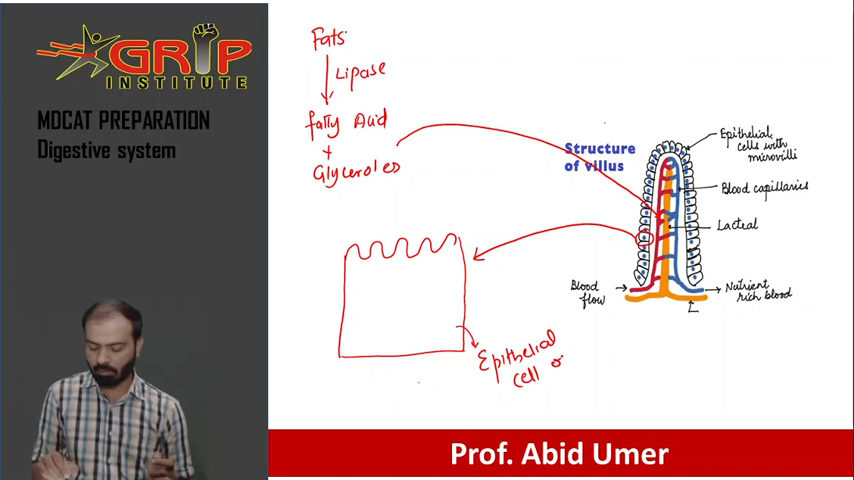 GRIP
INSTITUTE
MDCAT PREPARATION
Digestive system
Fats
Lipase
fatty Acid
+
Glyceroles
Epithelial
cell
Structure
of villus
Epithelial
cells with
microvilli
Blood capillaries
Lacteal
Blood
flow
Nutrient
rich blood
L
Prof. Abid Umer